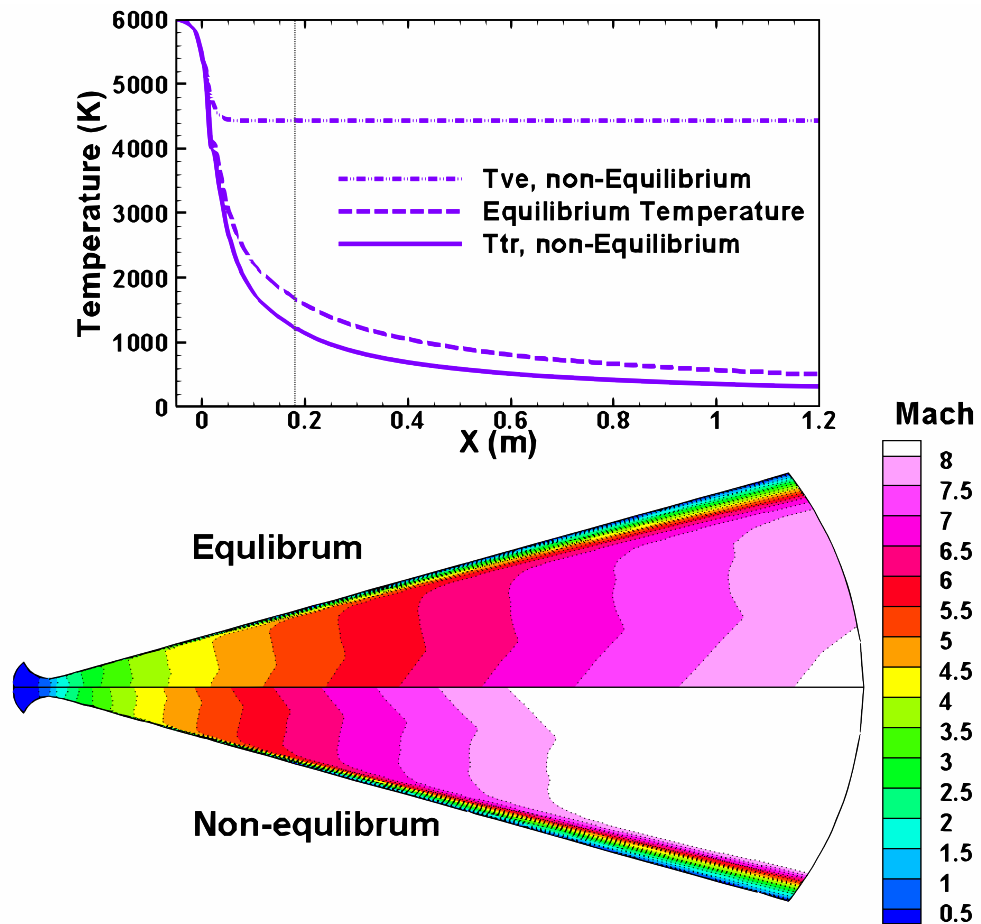 6000
5000
4000
3000
2000
1000
0
Temperature (K)
Tve, non-Equilibrium
Equilibrium Temperature
Ttr, non-Equilibrium
0 0.2 0.4 0.6 0.8 1 1.2
X (m)
Mach
8
7.5
7
6.5
6
5.5
5
4.5
4
3.5
3
2.5
2
1.5
1
0.5
Equlibrum
Non-equlibrum